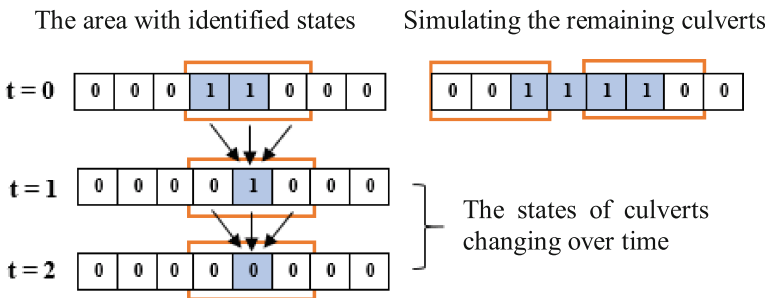 The area with identified states
Simulating the remaining culverts
t = 0
0 0 0 1 1 0 0 0
0 0 1 1 1 1 0 0
t = 1
0 0 0 0 1 0 0 0
The states of culverts
changing over time
t = 2
0 0 0 0 0 0 0 0